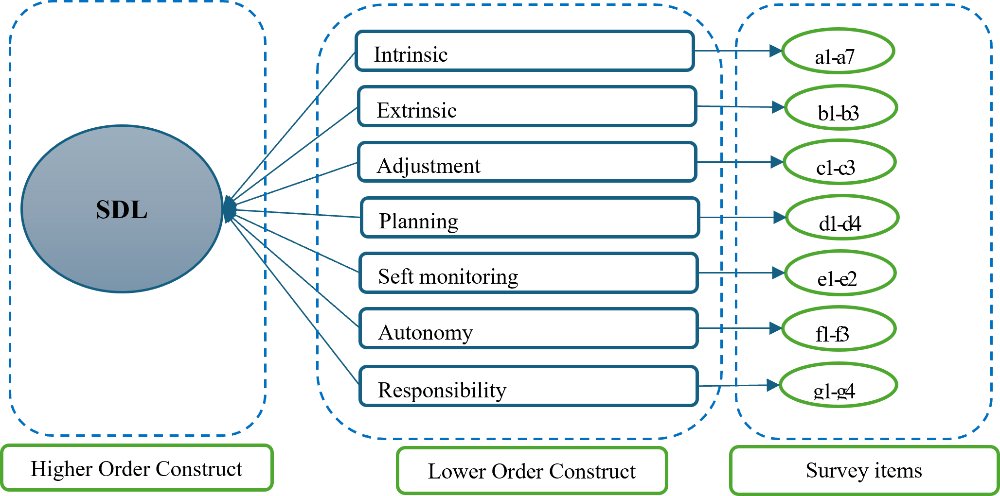 SDL
Intrinsic
Extrinsic
Adjustment
Planning
Seft monitoring
Autonomy
Responsibility
a1-a7
b1-b3
c1-c3
d1-d4
e1-e2
f1-f3
g1-g4
Higher Order Construct
Lower Order Construct
Survey items